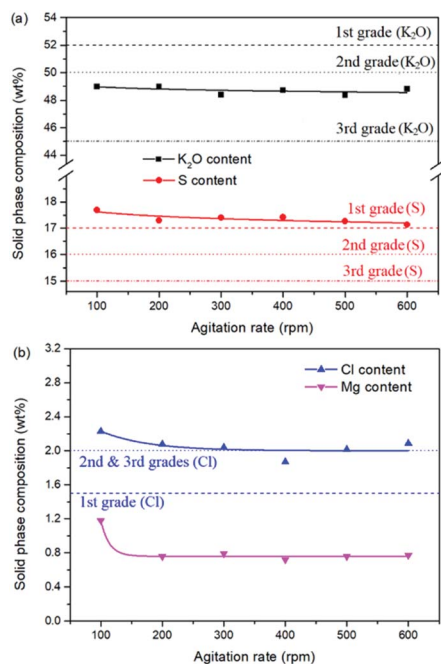 (a)
54
52
50
48
46
44
18
17
16
15
Solid phase composition (wt%)
1st grade (K₂O)
2nd grade (K₂O)
3rd grade (K₂O)
K₂O content
S content
1st grade (S)
2nd grade (S)
3rd grade (S)
100 200 300 400 500 600
Agitation rate (rpm)
(b)
3.2
2.8
2.4
2.0
1.6
1.2
0.8
0.4
0.0
Solid phase composition (wt%)
Cl content
Mg content
2nd & 3rd grades (Cl)
1st grade (Cl)
100 200 300 400 500 600
Agitation rate (rpm)